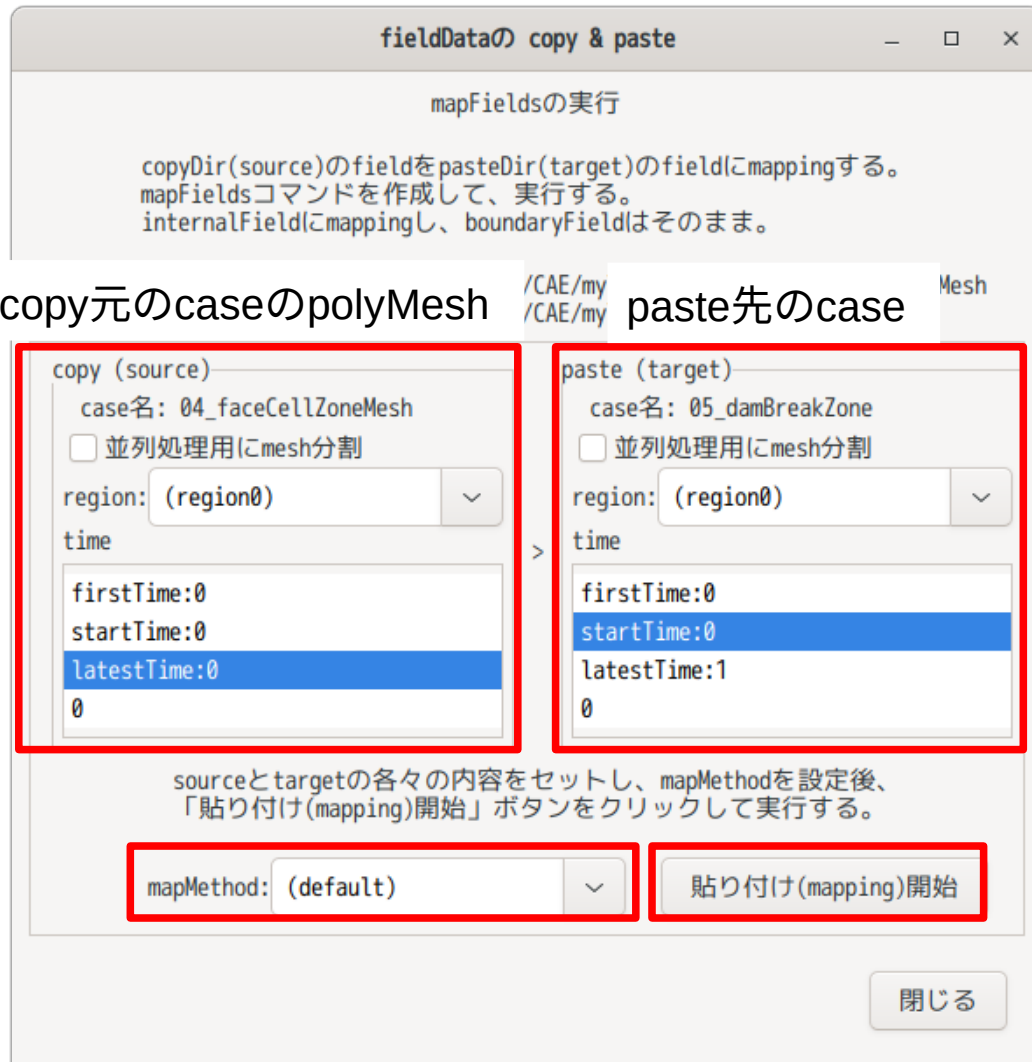 fieldDataの copy & paste
mapFieldsの実行
copyDir(source)のfieldをpasteDir(target)のfieldにmappingする。
mapFieldsコマンドを作成して、実行する。
internalFieldにmappingし、boundaryFieldはそのまま。
/CAE/my
Mesh
/CAE/my
copy元のcaseのpolyMesh
paste先のcase
copy (source)
case名: 04_faceCellZoneMesh
並列処理用にmesh分割
region: (region0)
time
firstTime:0
startTime:0
latestTime:0
0
>
paste (target)
case名: 05_damBreakZone
並列処理用にmesh分割
region: (region0)
time
firstTime:0
startTime:0
latestTime:1
0
sourceとtargetの各々の内容をセットし、mapMethodを設定後、
「貼り付け(mapping)開始」ボタンをクリックして実行する。
mapMethod: (default)
貼り付け(mapping)開始
閉じる